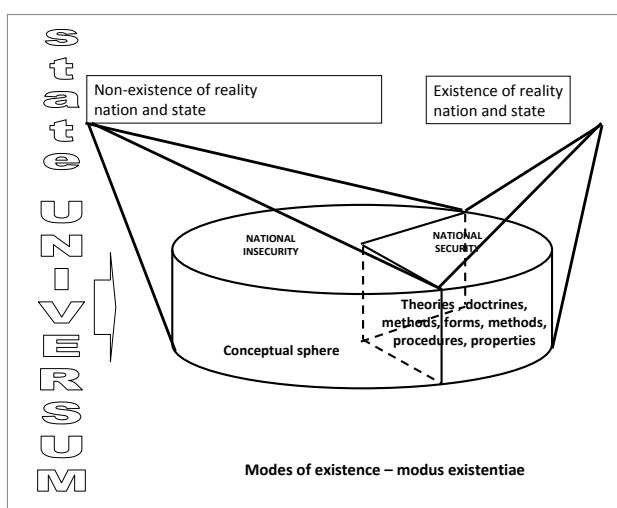 State UNIVERSUM
Non-existence of reality
nation and state
Existence of reality
nation and state
NATIONAL
INSECURITY
NATIONAL
SECURITY
Theories, doctrines,
methods, forms, methods,
procedures, properties
Conceptual sphere
Modes of existence – modus existentiae